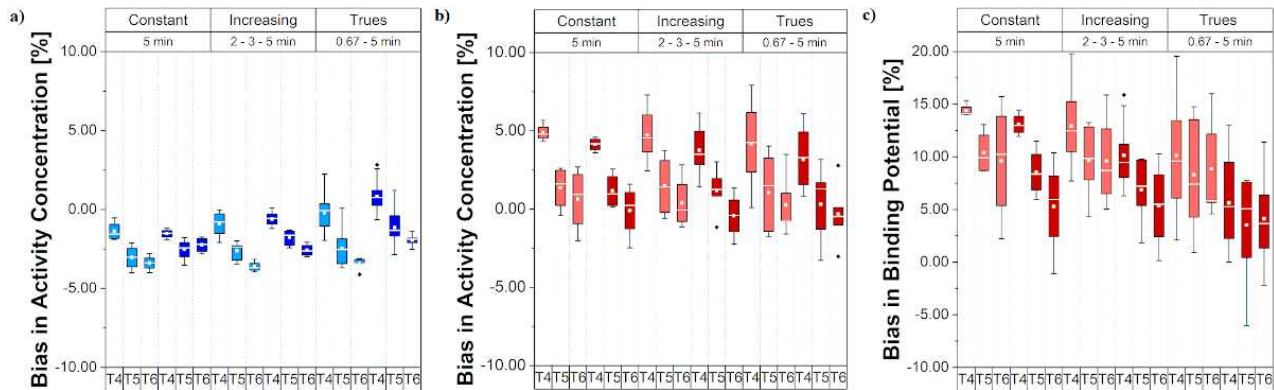 a)
Constant Increasing Trues
5 min 2 - 3 - 5 min 0.67 - 5 min
Bias in Activity Concentration [%]
10.00
5.00
0.00
-5.00
-10.00
T4 T5 T6 T4 T5 T6 T4 T5 T6 T4 T5 T6 T4 T5 T6 T4 T5 T6
b)
Constant Increasing Trues
5 min 2 - 3 - 5 min 0.67 - 5 min
Bias in Activity Concentration [%]
10.00
5.00
0.00
-5.00
-10.00
T4 T5 T6 T4 T5 T6 T4 T5 T6 T4 T5 T6 T4 T5 T6 T4 T5 T6
c)
Constant Increasing Trues
5 min 2 - 3 - 5 min 0.67 - 5 min
Bias in Binding Potential [%]
20.00
15.00
10.00
5.00
0.00
-5.00
-10.00
T4 T5 T6 T4 T5 T6 T4 T5 T6 T4 T5 T6 T4 T5 T6 T4 T5 T6